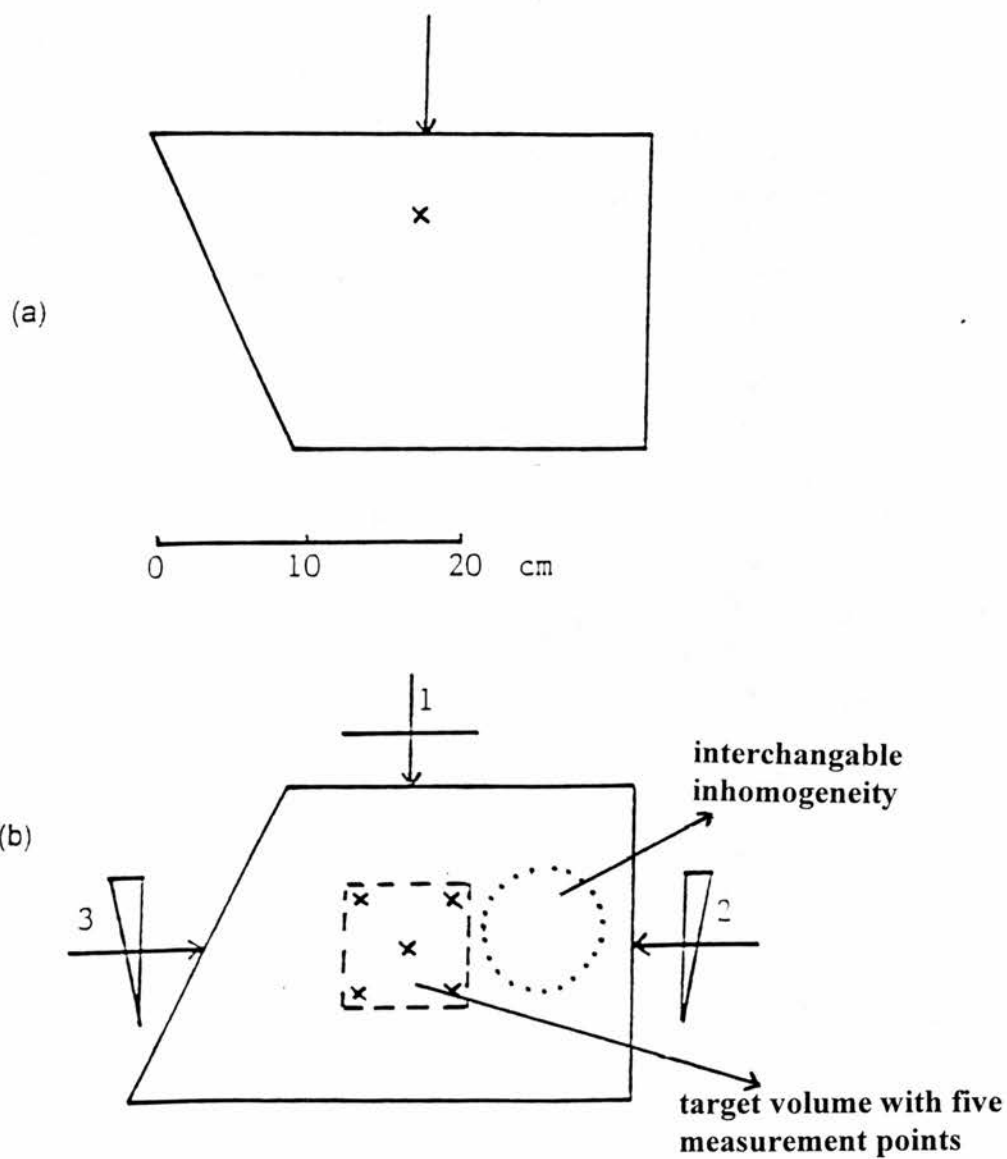 (a)
0 10 20 cm
1
interchangable
inhomogeneity
(b)
3
2
target volume with five
measurement points